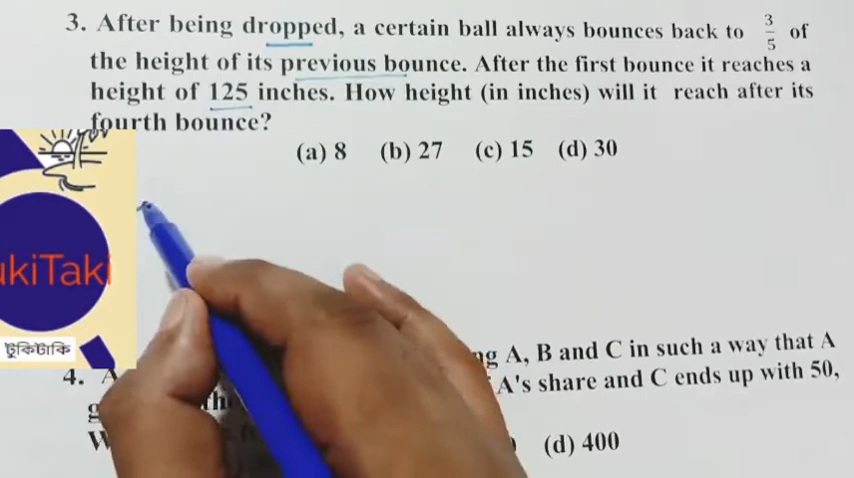 3. After being dropped, a certain ball always bounces back to 3/5 of
the height of its previous bounce. After the first bounce it reaches a
height of 125 inches. How height (in inches) will it reach after its
fourth bounce?
(a) 8 (b) 27 (c) 15 (d) 30
ukiTaki
টুকিটাকি
A, B and C in such a way that A
4. A's share and C ends up with 50,
(d) 400